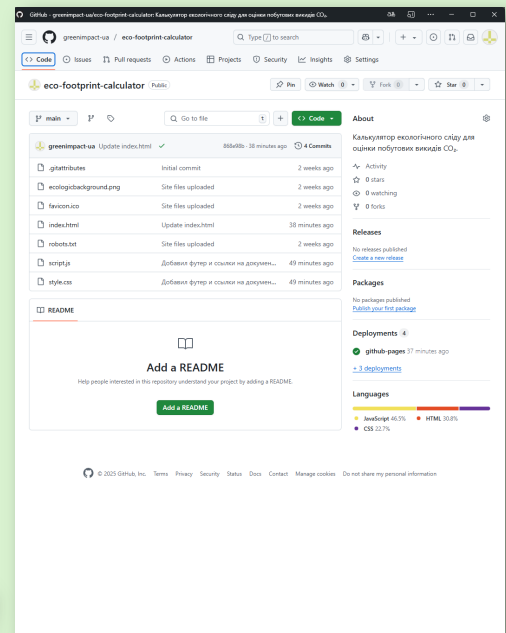 GitHub - greenimpact-ua/eco-footprint-calculator: Калькулятор екологічного сліду для оцінки побутових викидів CO₂.
greenimpact-ua / eco-footprint-calculator
Type / to search
Code Issues Pull requests Actions Projects Security Insights Settings
eco-footprint-calculator Public
Pin Watch 0 Fork 0 Star 0
main
Go to file t
Code
greenimpact-ua Update index.html 868e98b · 38 minutes ago 4 Commits
.gitattributes Initial commit 2 weeks ago
ecologicbackground.png Site files uploaded 2 weeks ago
favicon.ico Site files uploaded 2 weeks ago
index.html Update index.html 38 minutes ago
robots.txt Site files uploaded 2 weeks ago
script.js Добавил футер и ссылки на докумен... 49 minutes ago
style.css Добавил футер и ссылки на докумен... 49 minutes ago
README
Add a README
Help people interested in this repository understand your project by adding a README.
Add a README
About
Калькулятор екологічного сліду для
оцінки побутових викидів CO₂.
Activity
0 stars
0 watching
0 forks
Releases
No releases published
Create a new release
Packages
No packages published
Publish your first package
Deployments 4
github-pages 37 minutes ago
+ 3 deployments
Languages
JavaScript 46.5% HTML 30.8%
CSS 22.7%
© 2025 GitHub, Inc. Terms Privacy Security Status Docs Contact Manage cookies Do not share my personal information